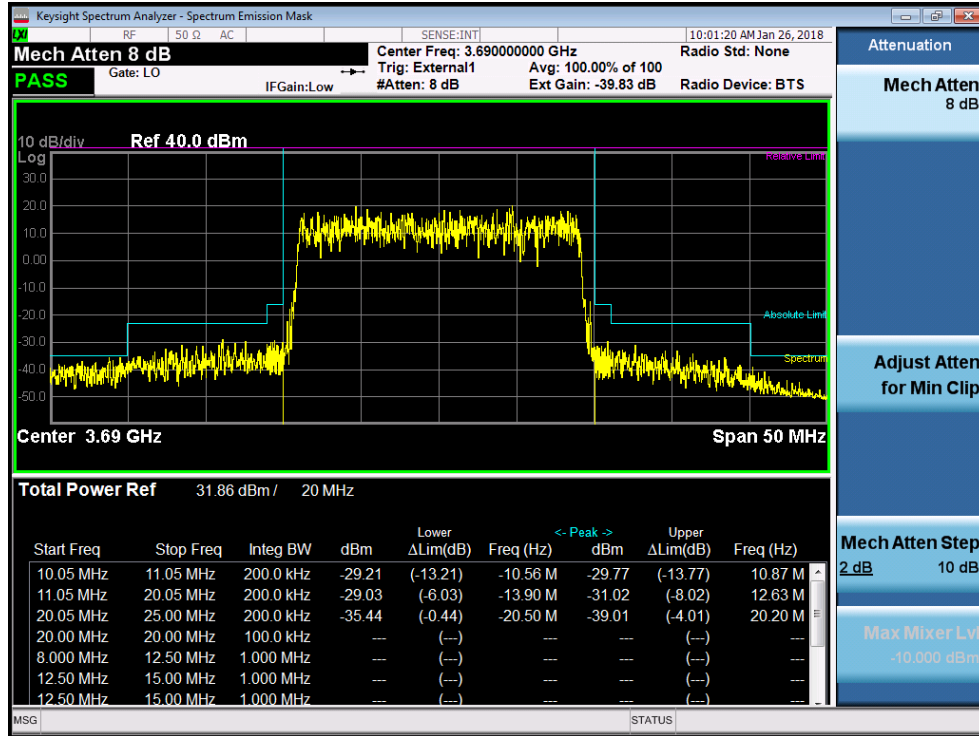 Keysight Spectrum Analyzer - Spectrum Emission Mask
LXI RF 50 Ω AC SENSE:INT 10:01:20 AM Jan 26, 2018
Mech Atten 8 dB Center Freq: 3.690000000 GHz Radio Std: None
PASS Gate: LO IFGain:Low Trig: External1 Avg: 100.00% of 100
#Atten: 8 dB Ext Gain: -39.83 dB Radio Device: BTS
10 dB/div Ref 40.0 dBm
Log
Relative Limit
30.0
20.0
10.0
0.00
-10.0
-20.0
Absolute Limit
-30.0
Spectrum
-40.0
-50.0
Center 3.69 GHz Span 50 MHz
Total Power Ref 31.86 dBm / 20 MHz
Lower <- Peak -> Upper
Start Freq Stop Freq Integ BW dBm ΔLim(dB) Freq (Hz) dBm ΔLim(dB) Freq (Hz)
10.05 MHz 11.05 MHz 200.0 kHz -29.21 (-13.21) -10.56 M -29.77 (-13.77) 10.87 M
11.05 MHz 20.05 MHz 200.0 kHz -29.03 (-6.03) -13.90 M -31.02 (-8.02) 12.63 M
20.05 MHz 25.00 MHz 200.0 kHz -35.44 (-0.44) -20.50 M -39.01 (-4.01) 20.20 M
20.00 MHz 20.00 MHz 100.0 kHz --- (---) --- --- (---) ---
8.000 MHz 12.50 MHz 1.000 MHz --- (---) --- --- (---) ---
12.50 MHz 15.00 MHz 1.000 MHz --- (---) --- --- (---) ---
12.50 MHz 15.00 MHz 1.000 MHz --- (---) --- --- (---) ---
MSG STATUS
Attenuation
Mech Atten
8 dB
Adjust Atten
for Min Clip
Mech Atten Step
2 dB 10 dB
Max Mixer Lvl
-10.000 dBm